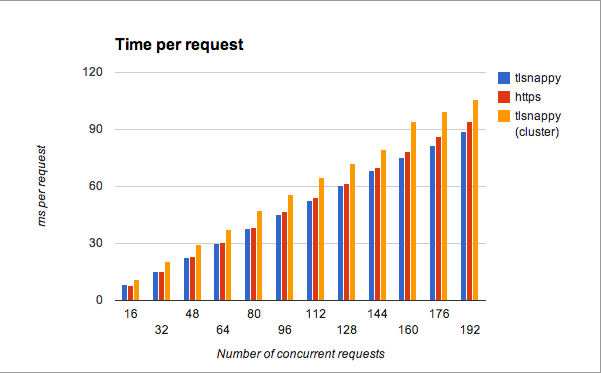 Time per request
120
90
60
30
0
ms per request
tlsnappy
https
tlsnappy
(cluster)
16 48 80 112 144 176
32 64 96 128 160 192
Number of concurrent requests